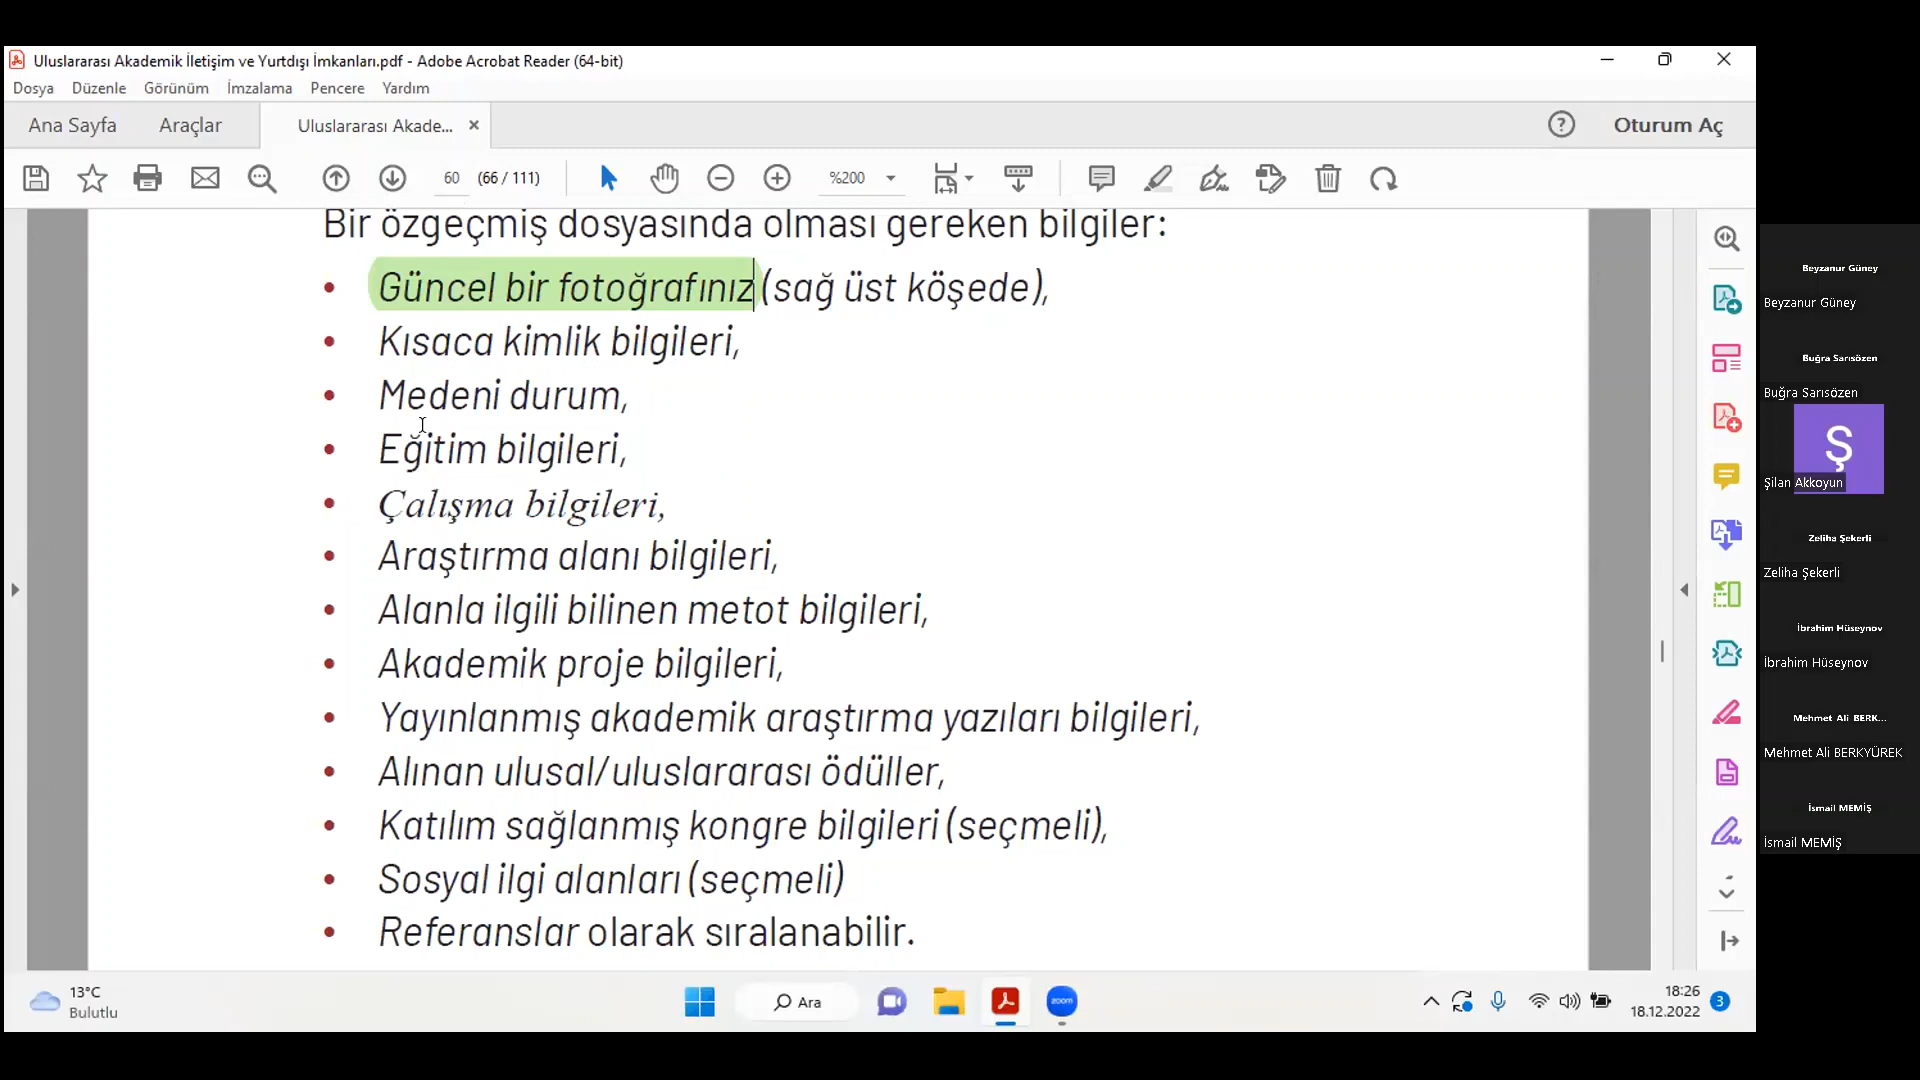 Uluslararası Akademik İletişim ve Yurtdışı İmkanları.pdf - Adobe Acrobat Reader (64-bit)
Dosya Düzenle Görünüm İmzalama Pencere Yardım
Ana Sayfa Araçlar Uluslararası Akade... Oturum Aç
60 (66 / 111) %200
Bir özgeçmiş dosyasında olması gereken bilgiler:
• Güncel bir fotoğrafınız (sağ üst köşede),
• Kısaca kimlik bilgileri,
• Medeni durum,
• Eğitim bilgileri,
• Çalışma bilgileri,
• Araştırma alanı bilgileri,
• Alanla ilgili bilinen metot bilgileri,
• Akademik proje bilgileri,
• Yayınlanmış akademik araştırma yazıları bilgileri,
• Alınan ulusal/uluslararası ödüller,
• Katılım sağlanmış kongre bilgileri (seçmeli),
• Sosyal ilgi alanları (seçmeli)
• Referanslar olarak sıralanabilir.
Beyzanur Güney
Beyzanur Güney
Buğra Sarısözen
Buğra Sarısözen
Ş
Şilan Akkoyun
Zeliha Şekerli
Zeliha Şekerli
İbrahim Hüseynov
İbrahim Hüseynov
Mehmet Ali BERK...
Mehmet Ali BERKYÜREK
İsmail MEMİŞ
İsmail MEMİŞ
13°C
Bulutlu
Ara
zoom
18:26
18.12.2022
3